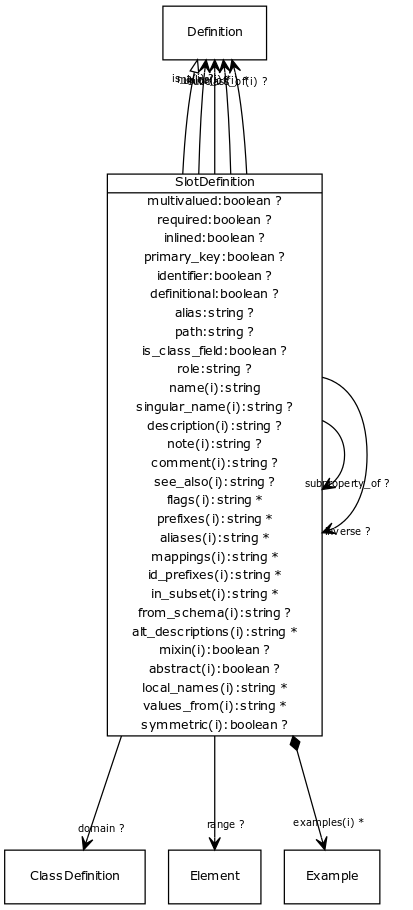 Definition
SlotDefinition
multivalued:boolean ?
required:boolean ?
inlined:boolean ?
primary_key:boolean ?
identifier:boolean ?
definitional:boolean ?
alias:string ?
path:string ?
is_class_field:boolean ?
role:string ?
name(i):string
singular_name(i):string ?
description(i):string ?
note(i):string ?
comment(i):string ?
see_also(i):string ?
flags(i):string *
prefixes(i):string *
aliases(i):string *
mappings(i):string *
id_prefixes(i):string *
in_subset(i):string *
from_schema(i):string ?
alt_descriptions(i):string *
mixin(i):boolean ?
abstract(i):boolean ?
local_names(i):string *
values_from(i):string *
symmetric(i):boolean ?
subproperty_of ?
inverse ?
domain ?
range ?
examples(i) *
ClassDefinition
Element
Example